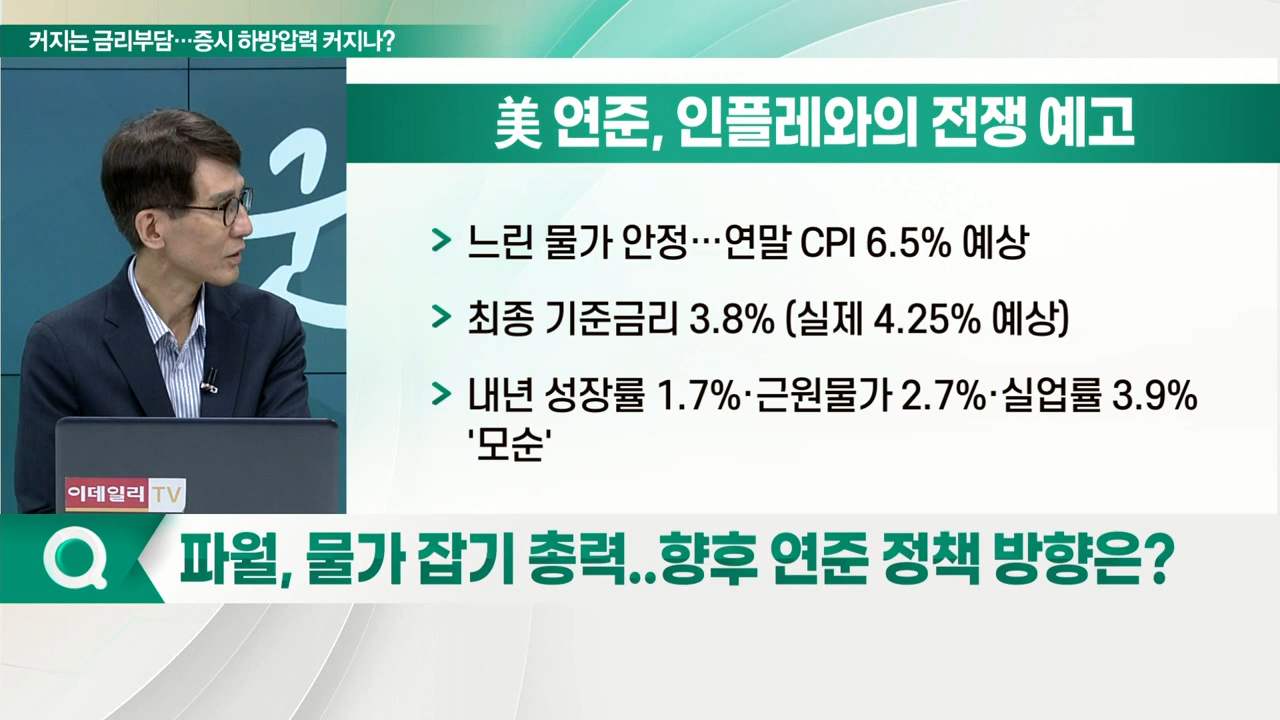 커지는 금리부담…증시 하방압력 커지나?
美 연준, 인플레와의 전쟁 예고
> 느린 물가 안정…연말 CPI 6.5% 예상
> 최종 기준금리 3.8% (실제 4.25% 예상)
> 내년 성장률 1.7%·근원물가 2.7%·실업률 3.9%
'모순'
이데일리 TV
Q 파월, 물가 잡기 총력..향후 연준 정책 방향은?